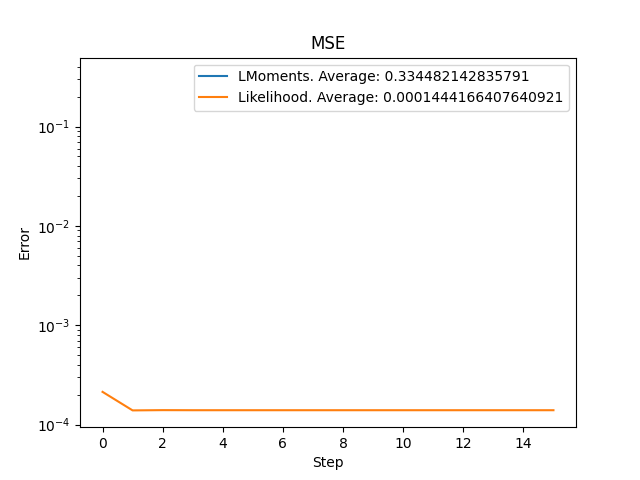 MSE
LMoments. Average: 0.334482142835791
Likelihood. Average: 0.0001444166407640921
10⁻¹
10⁻²
10⁻³
10⁻⁴
Error
0 2 4 6 8 10 12 14
Step